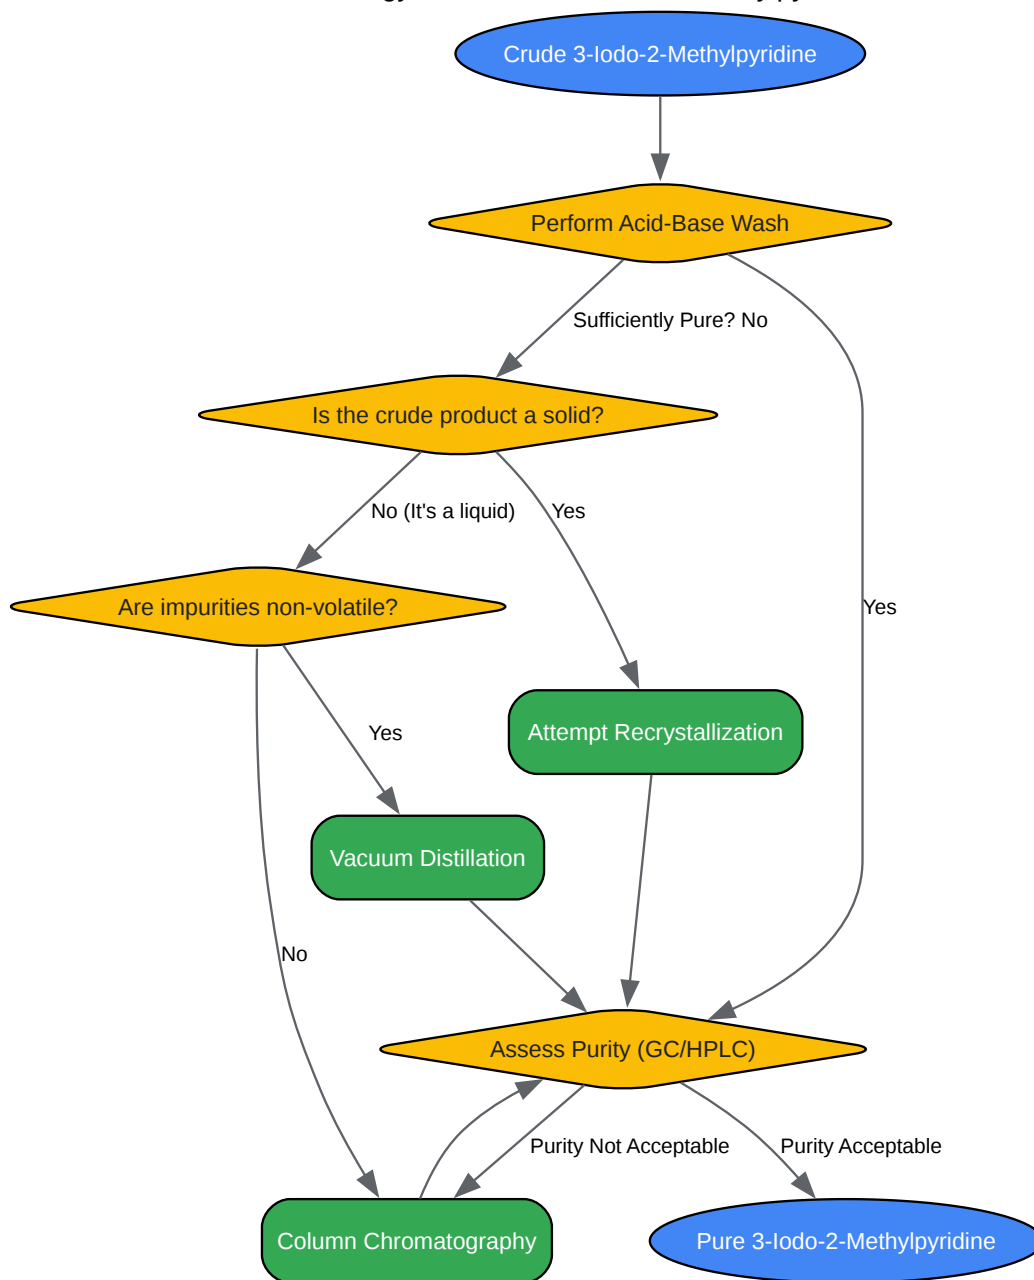 Crude 3-Iodo-2-Methylpyridine
Perform Acid-Base Wash
Sufficiently Pure? No
Is the crude product a solid?
No (It's a liquid)
Yes
Are impurities non-volatile?
Yes
Yes
Attempt Recrystallization
Vacuum Distillation
No
Assess Purity (GC/HPLC)
Purity Not Acceptable
Purity Acceptable
Column Chromatography
Pure 3-Iodo-2-Methylpyridine